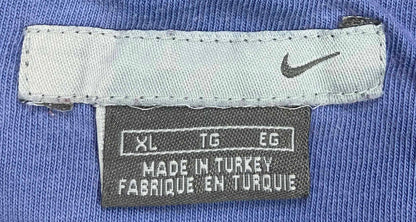 XL TG EG
MADE IN TURKEY
FABRIQUE EN TURQUIE